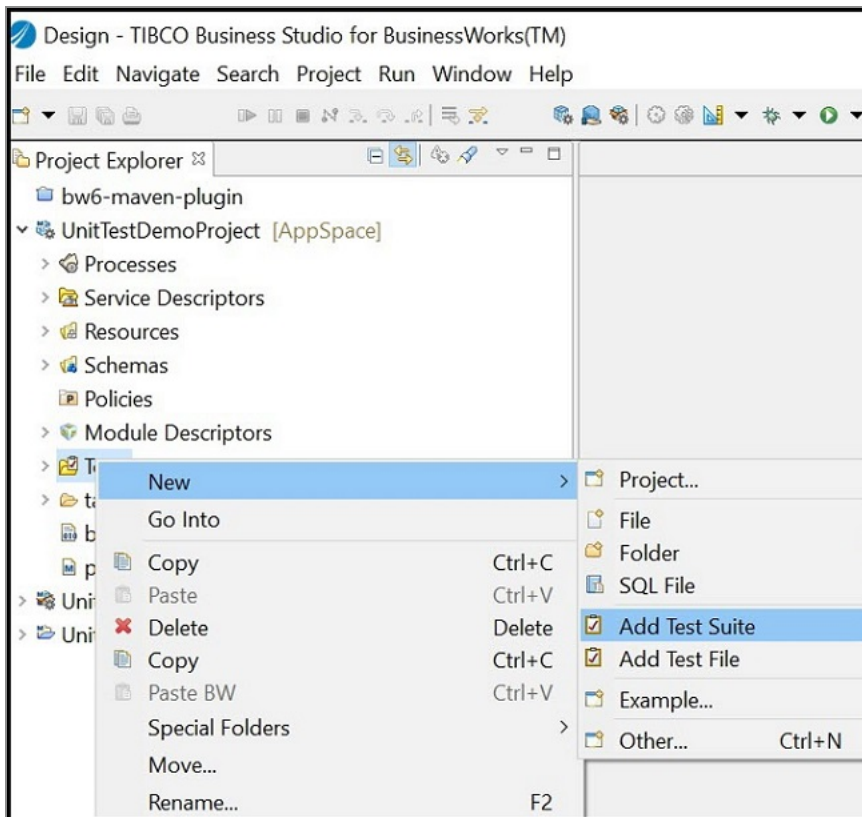 Design - TIBCO Business Studio for BusinessWorks(TM)
File Edit Navigate Search Project Run Window Help
Project Explorer
bw6-maven-plugin
UnitTestDemoProject [AppSpace]
Processes
Service Descriptors
Resources
Schemas
Policies
Module Descriptors
New
Project...
Go Into
File
Folder
Copy Ctrl+C
SQL File
Paste Ctrl+V
Delete Delete
Add Test Suite
Copy Ctrl+C
Add Test File
Paste BW Ctrl+V
Example...
Special Folders
Other... Ctrl+N
Move...
Rename... F2